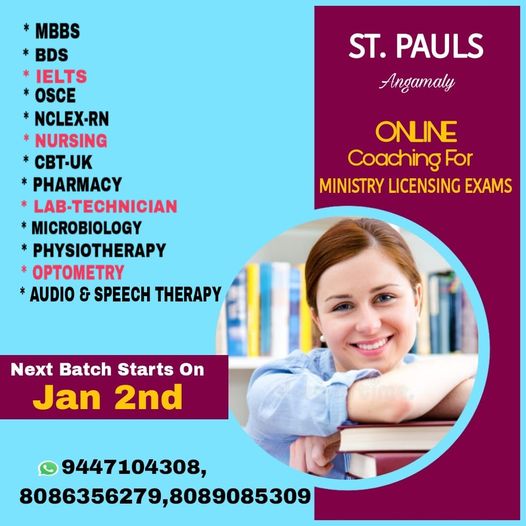 * MBBS
* BDS
* IELTS
* OSCE
* NCLEX-RN
* NURSING
* CBT-UK
* PHARMACY
* LAB-TECHNICIAN
* MICROBIOLOGY
* PHYSIOTHERAPY
* OPTOMETRY
* AUDIO & SPEECH THERAPY
ST. PAULS
Angamaly
ONLINE
Coaching For
MINISTRY LICENSING EXAMS
Next Batch Starts On
Jan 2nd
9447104308,
8086356279,8089085309